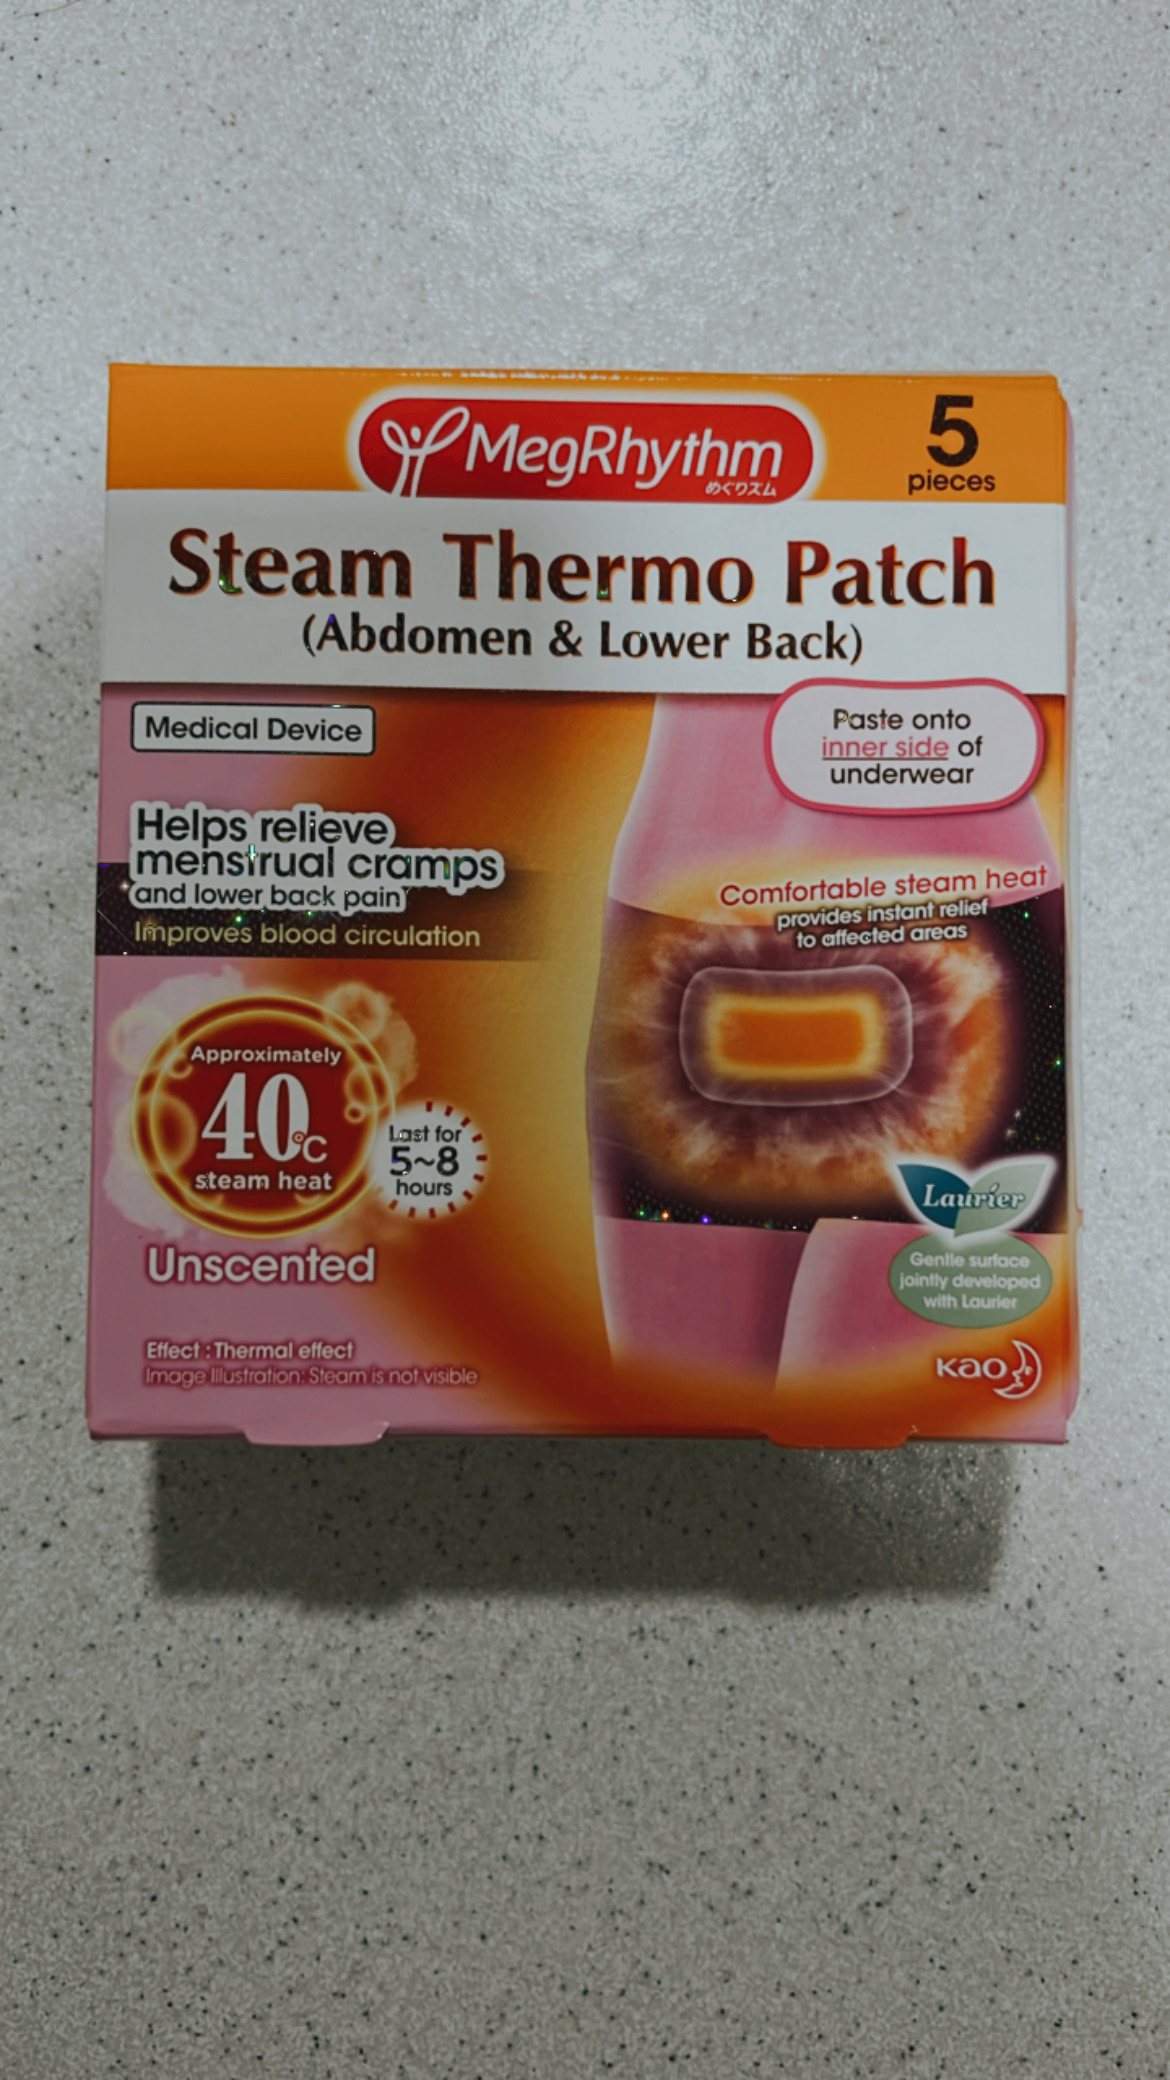 MegRhythm
めぐりズム
5
pieces
Steam Thermo Patch
(Abdomen & Lower Back)
Medical Device
Paste onto
inner side of
underwear
Helps relieve
menstrual cramps
and lower back pain
Improves blood circulation
Comfortable steam heat
provides instant relief
to affected areas
Approximately
40°C
steam heat
Last for
5~8
hours
Laurier
Gentle surface
jointly developed
with Laurier
Unscented
Effect : Thermal effect
Image Illustration: Steam is not visible
Kao